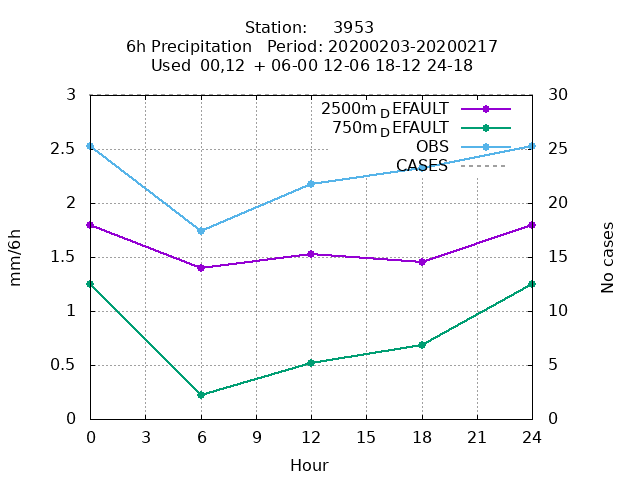 Station: 3953
6h Precipitation Period: 20200203-20200217
Used 00,12 + 06-00 12-06 18-12 24-18
3
30
2500m_DEFAULT
750m_DEFAULT
2.5
OBS
25
CASES
2
20
1.5
15
mm/6h
No cases
1
10
0.5
5
0
0
0 3 6 9 12 15 18 21 24
Hour